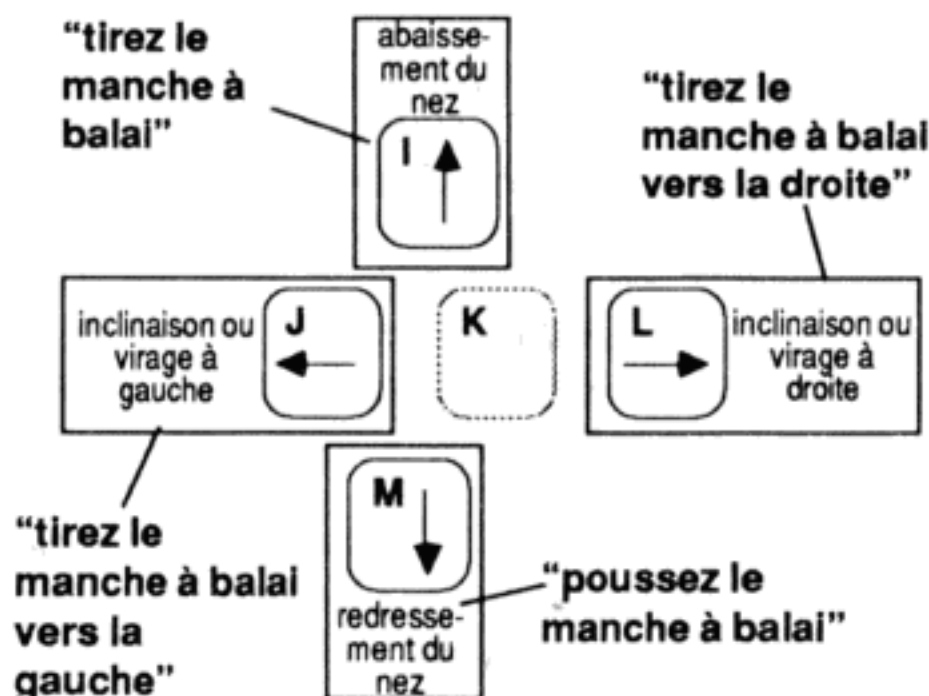 “tirez le
manche à
balai”
abaisse-
ment du
nez
I
“tirez le
manche à balai
vers la droite”
inclinaison ou
virage à
gauche
J
K
L
inclinaison ou
virage à
droite
M
redresse-
ment du
nez
“tirez le
manche à balai
vers la
gauche”
“poussez le
manche à balai”